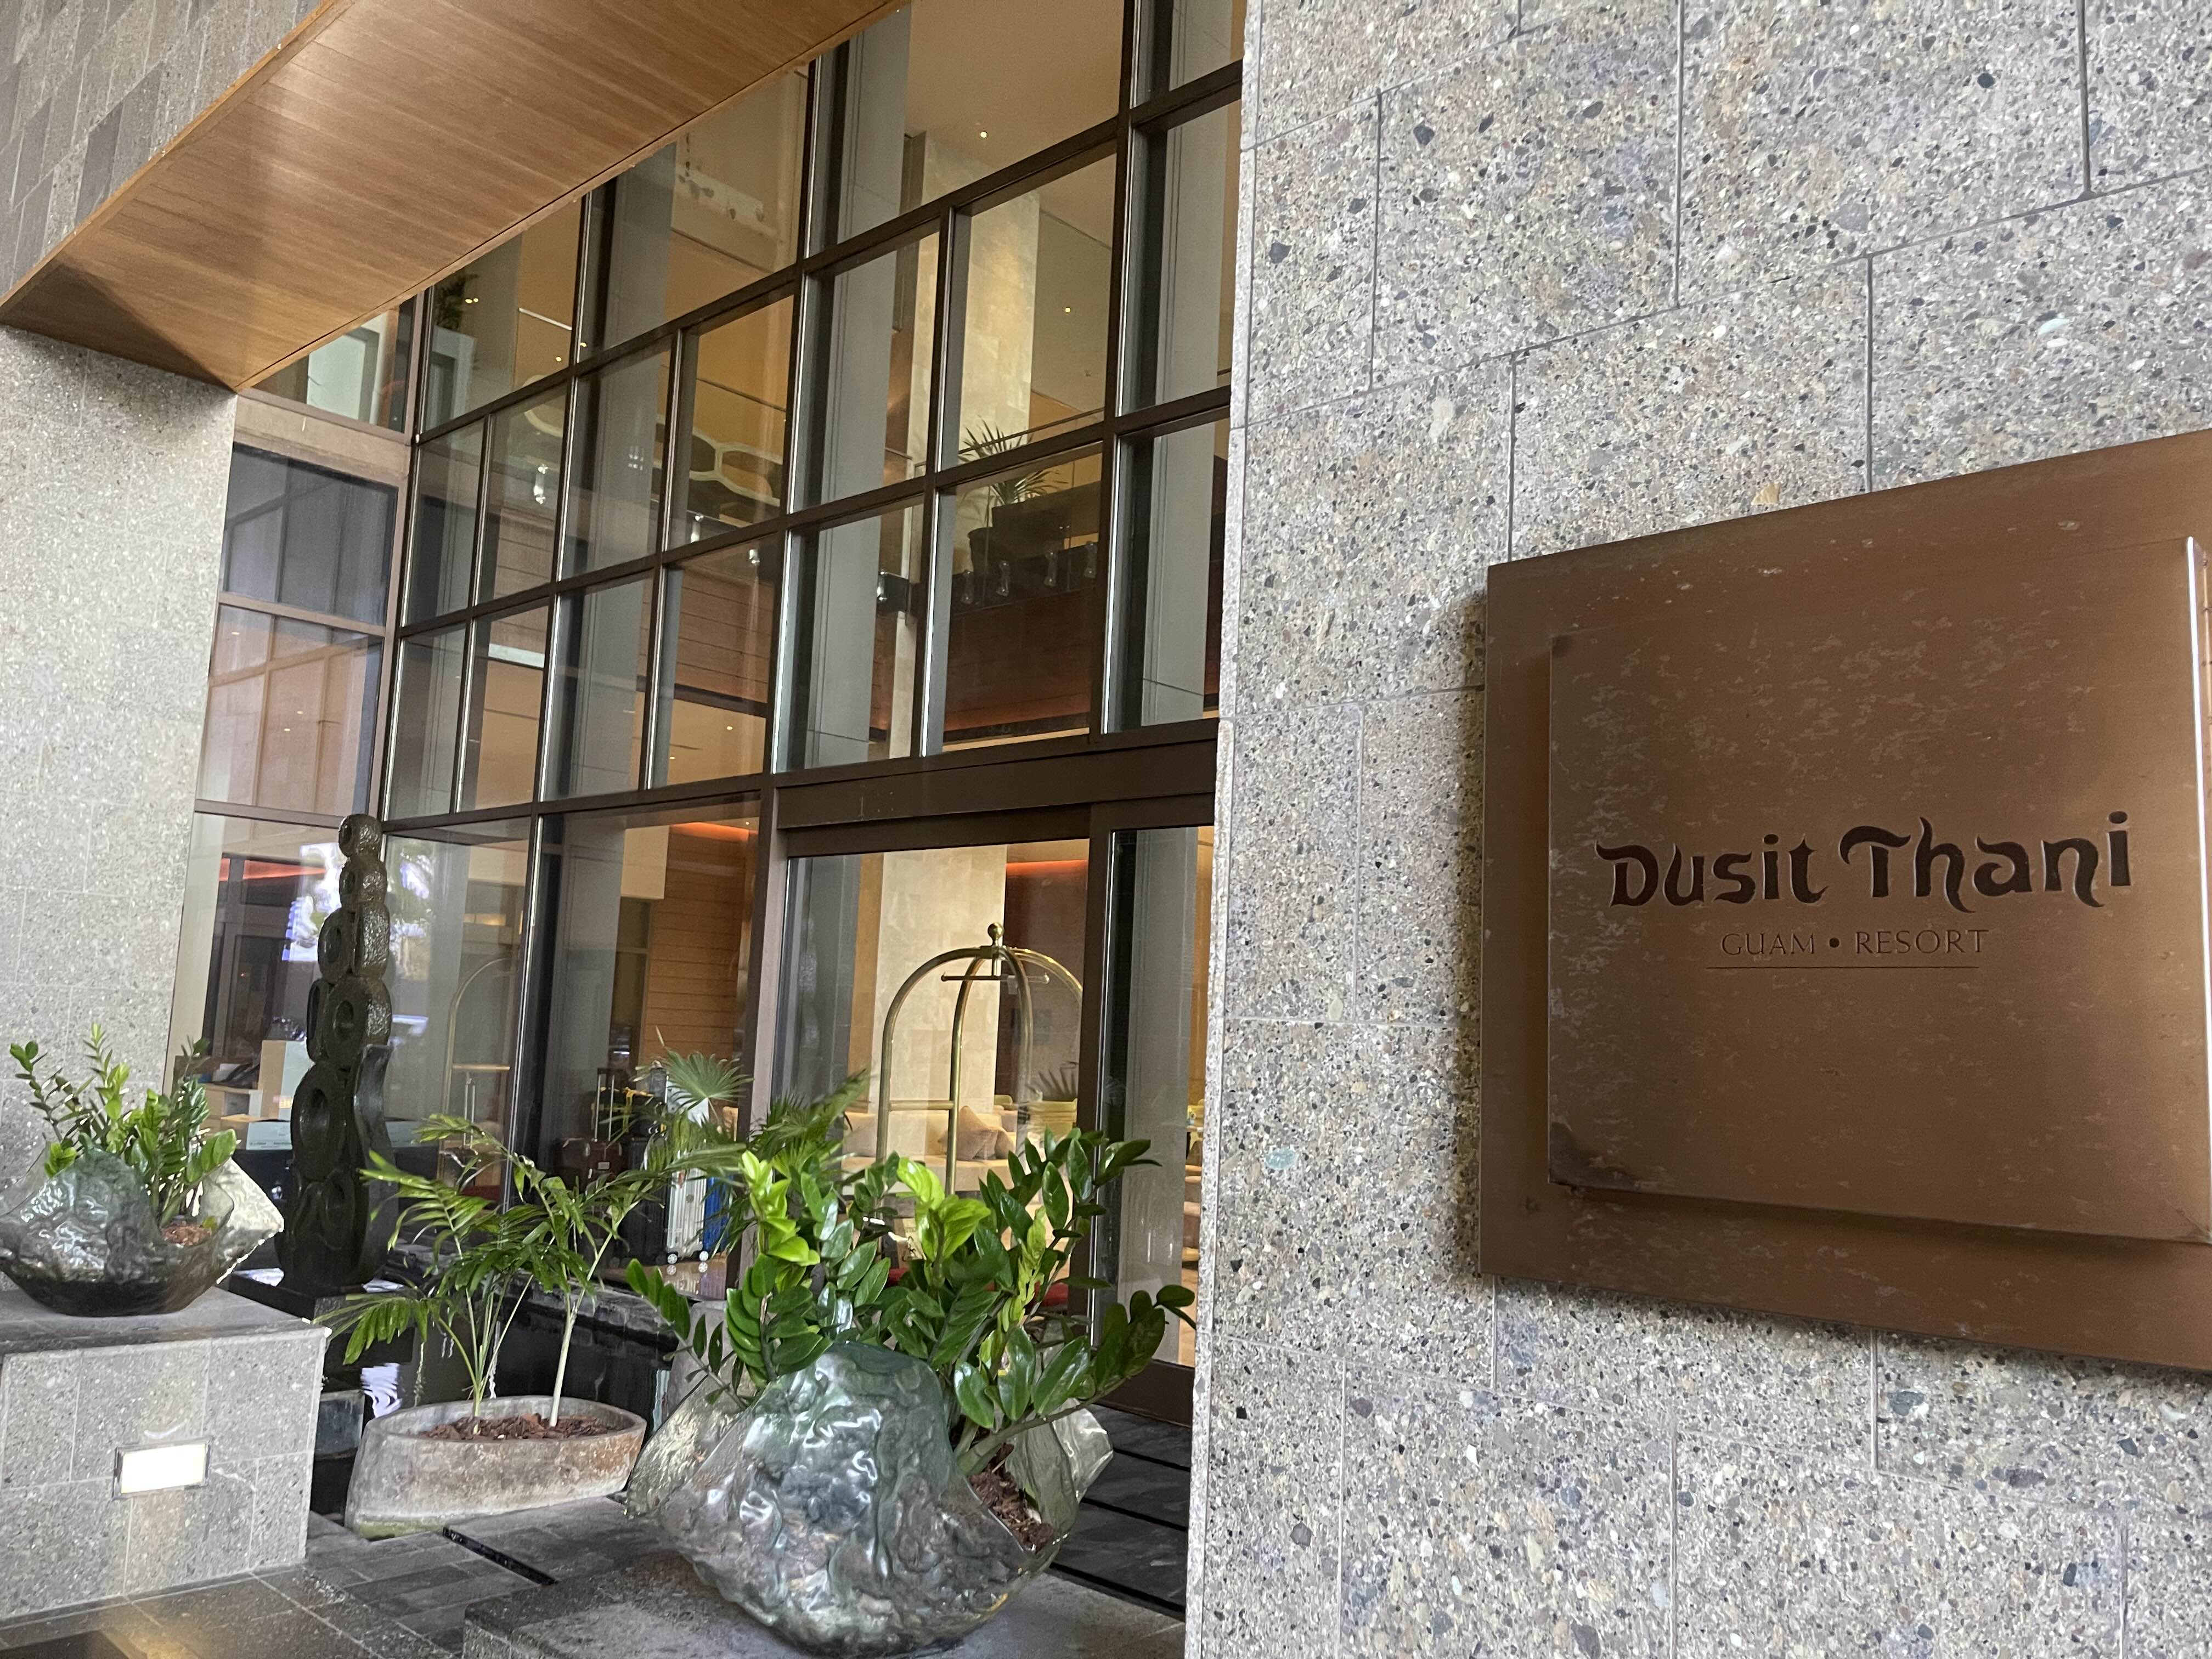 Dusit Thani
GUAM • RESORT